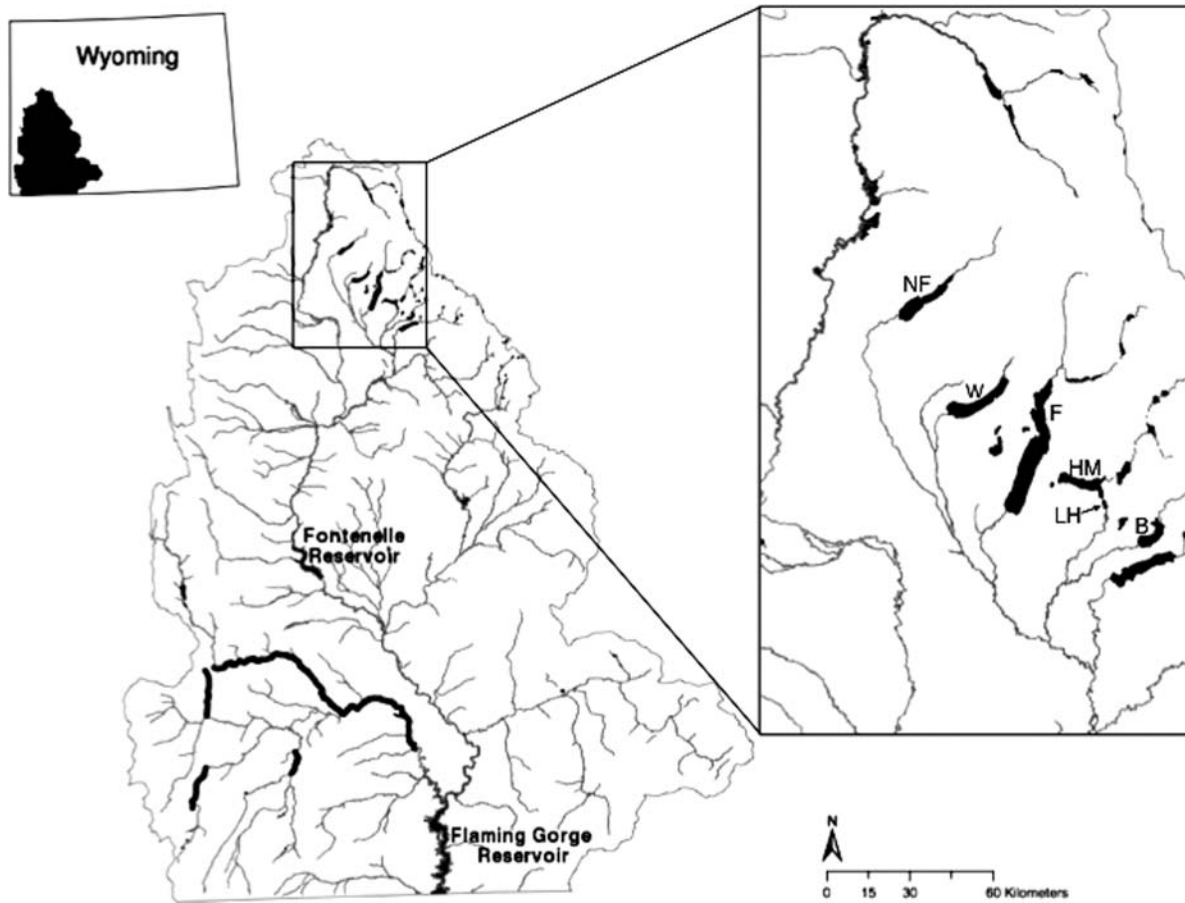 Wyoming
NF
W
F
HM
LH
B
Fontenelle
Reservoir
Flaming Gorge
Reservoir
N
0 15 30 60 Kilometers